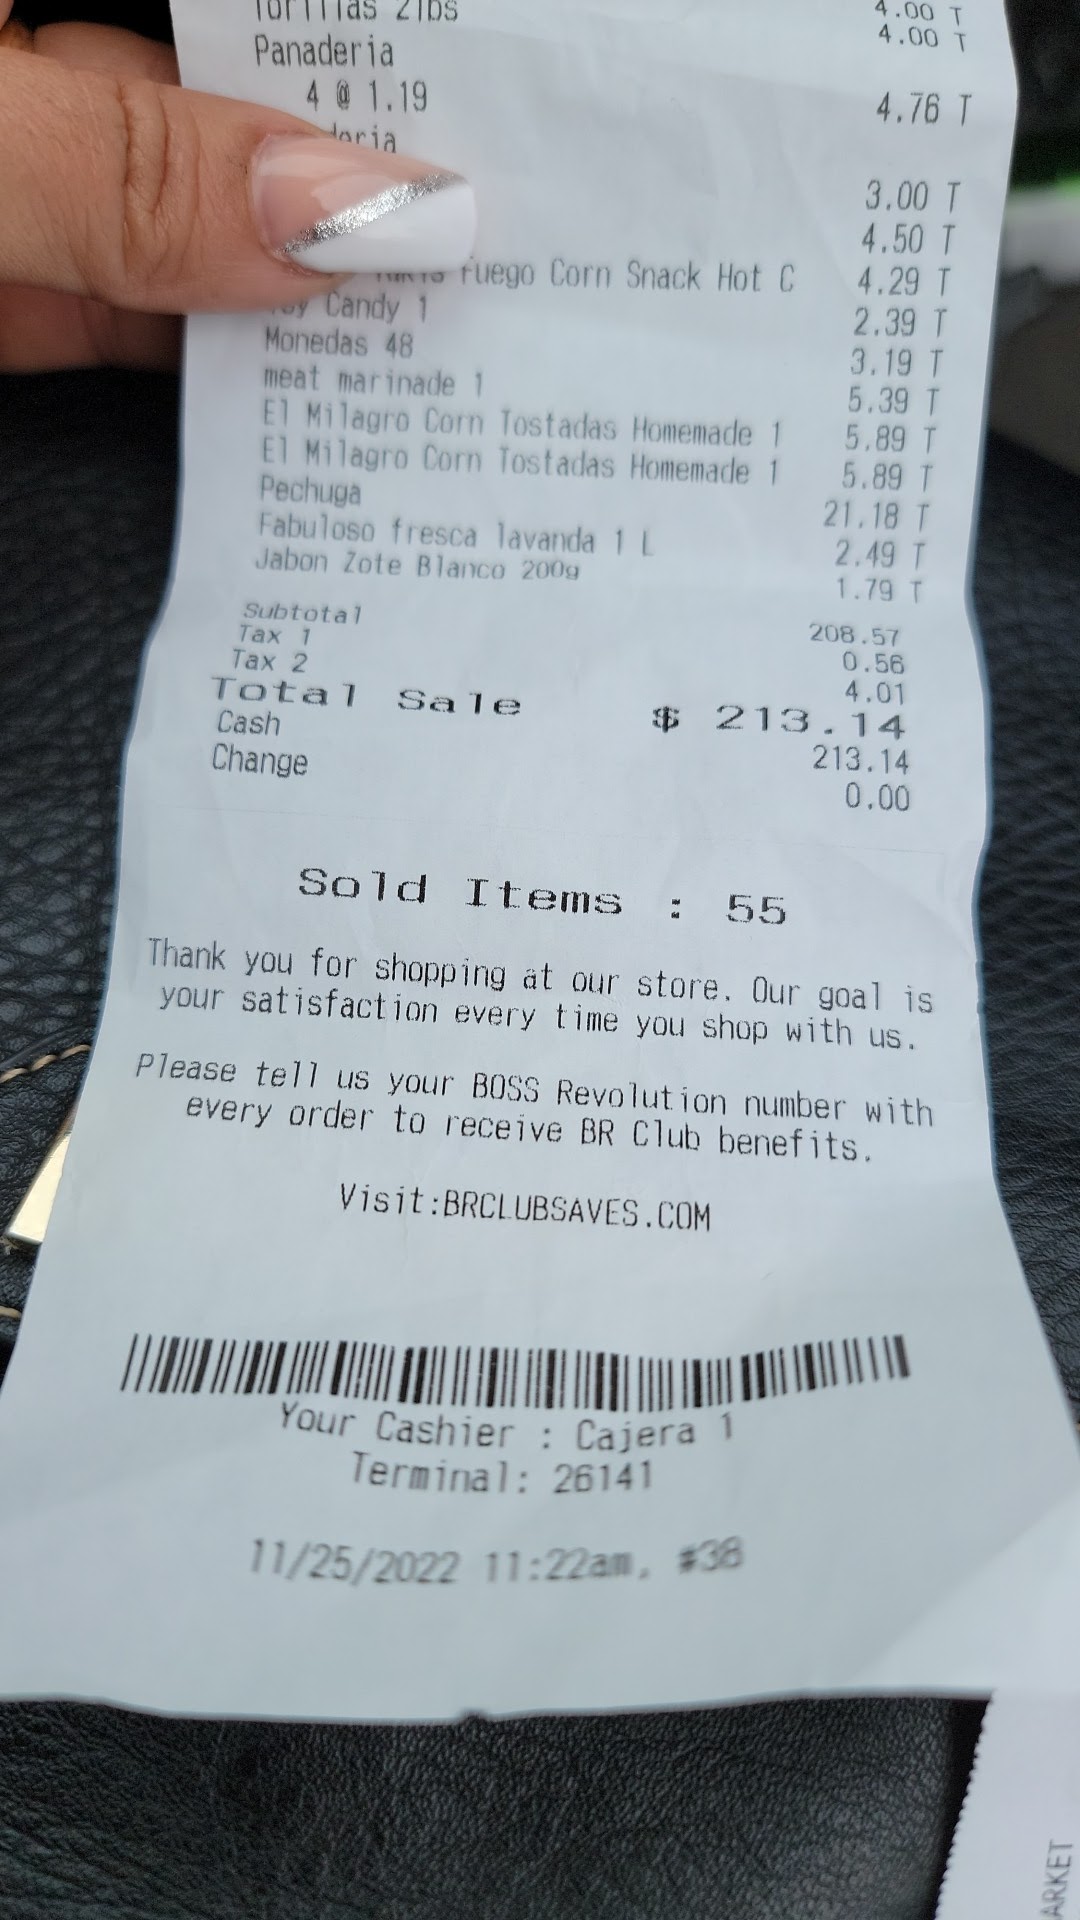 Tortillas 2lbs 4.00 T
4.00 T
Panaderia
4 @ 1.19 4.76 T
3.00 T
4.50 T
Fuego Corn Snack Hot C 4.29 T
Candy 1 2.39 T
Monedas 48 3.19 T
meat marinade 1 5.39 T
El Milagro Corn Tostadas Homemade 1 5.89 T
El Milagro Corn Tostadas Homemade 1 5.89 T
Pechuga 21.18 T
Fabuloso fresca lavanda 1 L 2.49 T
Jabon Zote Blanco 200g 1.79 T
Subtotal 208.57
Tax 1 0.56
Tax 2 4.01
Total Sale $ 213.14
Cash 213.14
Change 0.00
Sold Items : 55
Thank you for shopping at our store. Our goal is
your satisfaction every time you shop with us.
Please tell us your BOSS Revolution number with
every order to receive BR Club benefits.
Visit:BRCLUBSAVES.COM
Your Cashier : Cajera 1
Terminal: 26141
11/25/2022 11:22am. #38
ARKET